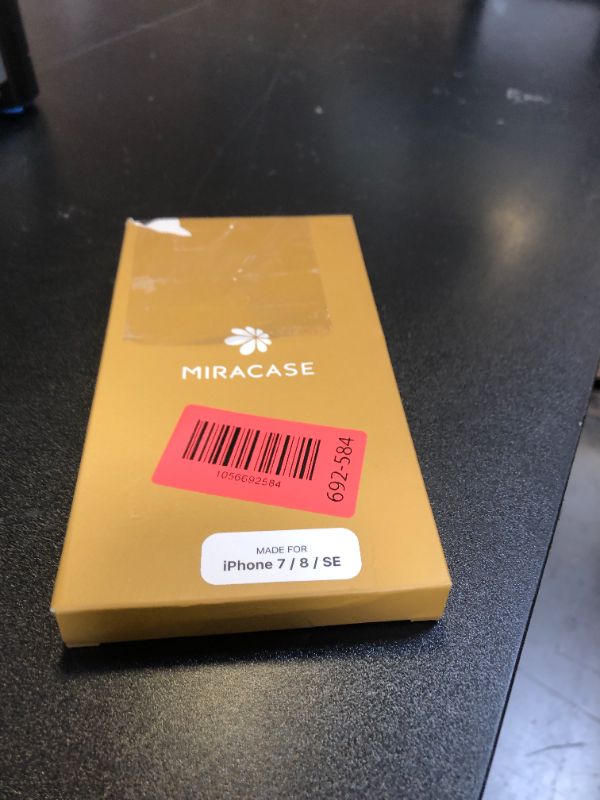 MIRACASE
1056692584
692-584
MADE FOR
iPhone 7 / 8 / SE